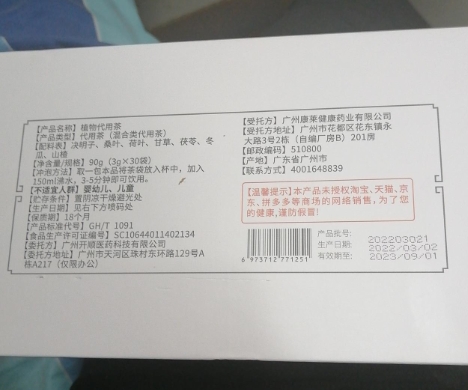 【产品名称】植物代用茶
【产品类型】代用茶（混合类代用茶）
【配料表】决明子、桑叶、荷叶、甘草、茯苓、冬
瓜、山楂
【净含量/规格】90g（3g×30袋）
【冲泡方法】取一包本品将茶袋放入杯中，加入
150ml沸水，3-5分钟即可饮用。
【不适宜人群】婴幼儿、儿童
【贮存条件】置阴凉干燥避光处
【生产日期】见右下方喷码处
【保质期】18个月
【产品标准代号】GH/T 1091
【食品生产许可证编号】SC10644011402134
【委托方】广州开顺医药科技有限公司
【委托方地址】广州市天河区珠村东环路129号A
栋A217（仅限办公）
【受托方】广州康莱健康药业有限公司
【受托方地址】广州市花都区花东镇永
大路3号2栋（自编厂房B）201房
【邮政编码】510800
【产地】广东省广州市
【联系方式】4001648839
【温馨提示】本产品未授权淘宝、天猫、京
东、拼多多等商场的网络销售，为了您
的健康，谨防假冒！
产品批号: 202203021
生产日期: 2022/03/02
有效期至: 2023/09/01
6 973712 771251